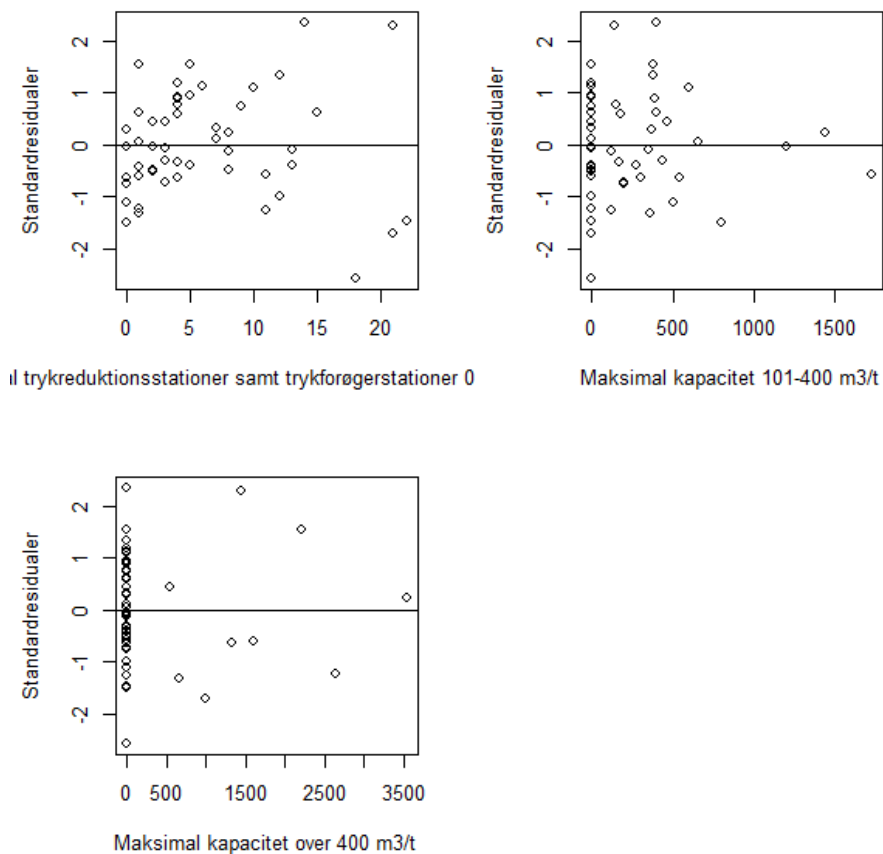 Standardresidualer
2
1
0
-1
-2
0 5 10 15 20
trykreduktionsstationer samt trykforøgerstationer 0
Standardresidualer
2
1
0
-1
-2
0 500 1000 1500
Maksimal kapacitet 101-400 m3/t
Standardresidualer
2
1
0
-1
-2
0 500 1500 2500 3500
Maksimal kapacitet over 400 m3/t